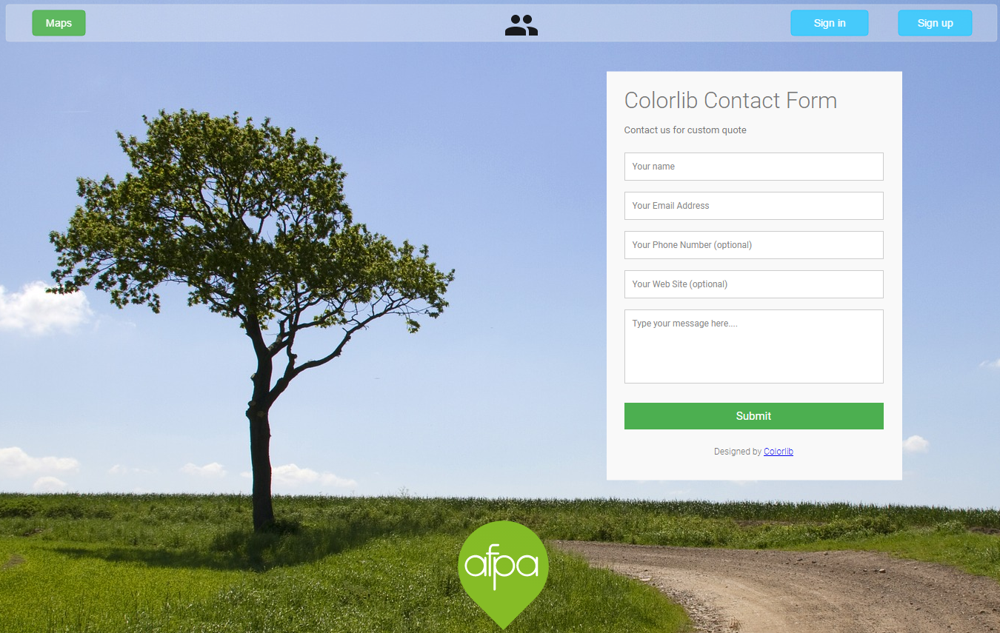 Maps
Sign in
Sign up
Colorlib Contact Form
Contact us for custom quote
Your name
Your Email Address
Your Phone Number (optional)
Your Web Site (optional)
Type your message here....
Submit
Designed by Colorlib
afpa